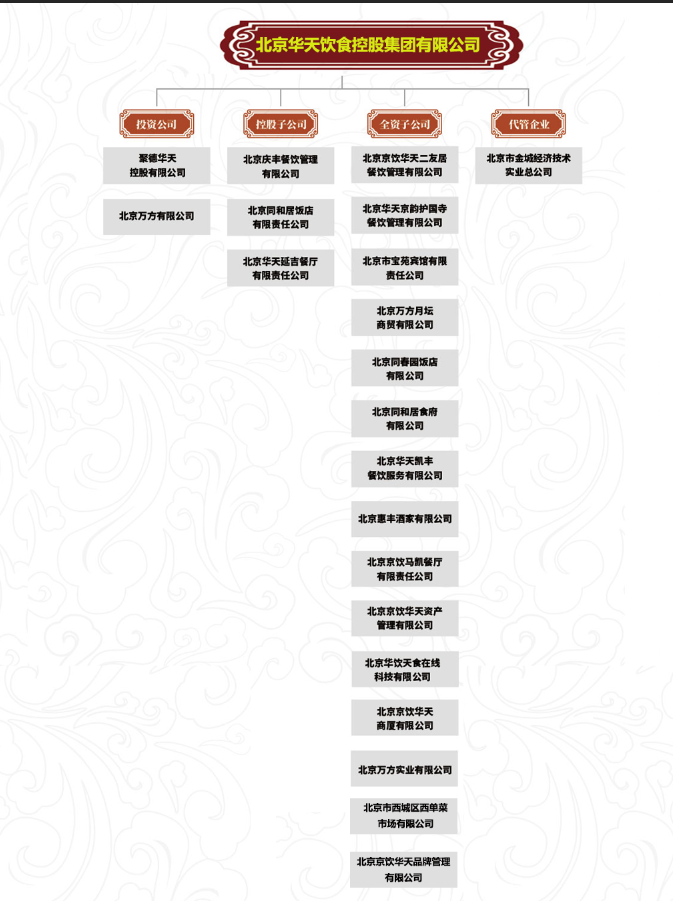 北京华天饮食控股集团有限公司
投资公司
控股子公司
全资子公司
代管企业
聚德华天
控股有限公司
北京万方有限公司
北京庆丰餐饮管理
有限公司
北京同和居饭店
有限责任公司
北京华天延吉餐厅
有限责任公司
北京京饮华天二友居
餐饮管理有限公司
北京华天京韵护国寺
餐饮管理有限公司
北京市宝苑宾馆有限
责任公司
北京万方月坛
商贸有限公司
北京同春园饭店
有限公司
北京同和居食府
有限公司
北京华天凯丰
餐饮服务有限公司
北京惠丰酒家有限公司
北京京饮马凯餐厅
有限责任公司
北京京饮华天资产
管理有限公司
北京华饮天食在线
科技有限公司
北京京饮华天
商厦有限公司
北京万方实业有限公司
北京市西城区西单菜
市场有限公司
北京京饮华天品牌管理
有限公司
北京市金城经济技术
实业总公司